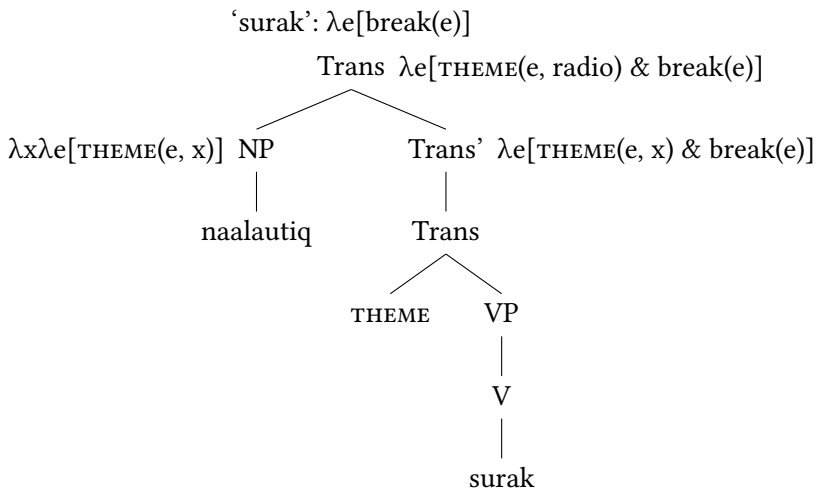 ‘surak’: λe[break(e)]
Trans λe[THEME(e, radio) & break(e)]
λxλe[THEME(e, x)] NP Trans’ λe[THEME(e, x) & break(e)]
naalautiq Trans
THEME VP
V
surak